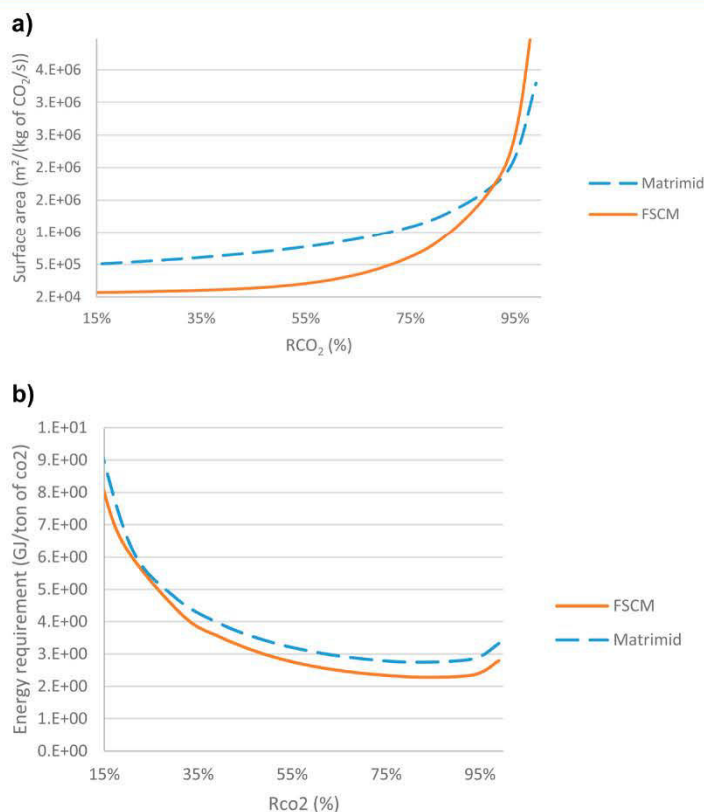 a)
Surface area (m²/(kg of CO₂/s))
4.E+06
3.E+06
3.E+06
2.E+06
2.E+06
1.E+06
5.E+05
2.E+04
15% 35% 55% 75% 95%
RCO₂ (%)
Matrimid
FSCM
b)
Energy requirement (GJ/ton of co2)
1.E+01
9.E+00
8.E+00
7.E+00
6.E+00
5.E+00
4.E+00
3.E+00
2.E+00
1.E+00
0.E+00
15% 35% 55% 75% 95%
Rco2 (%)
FSCM
Matrimid